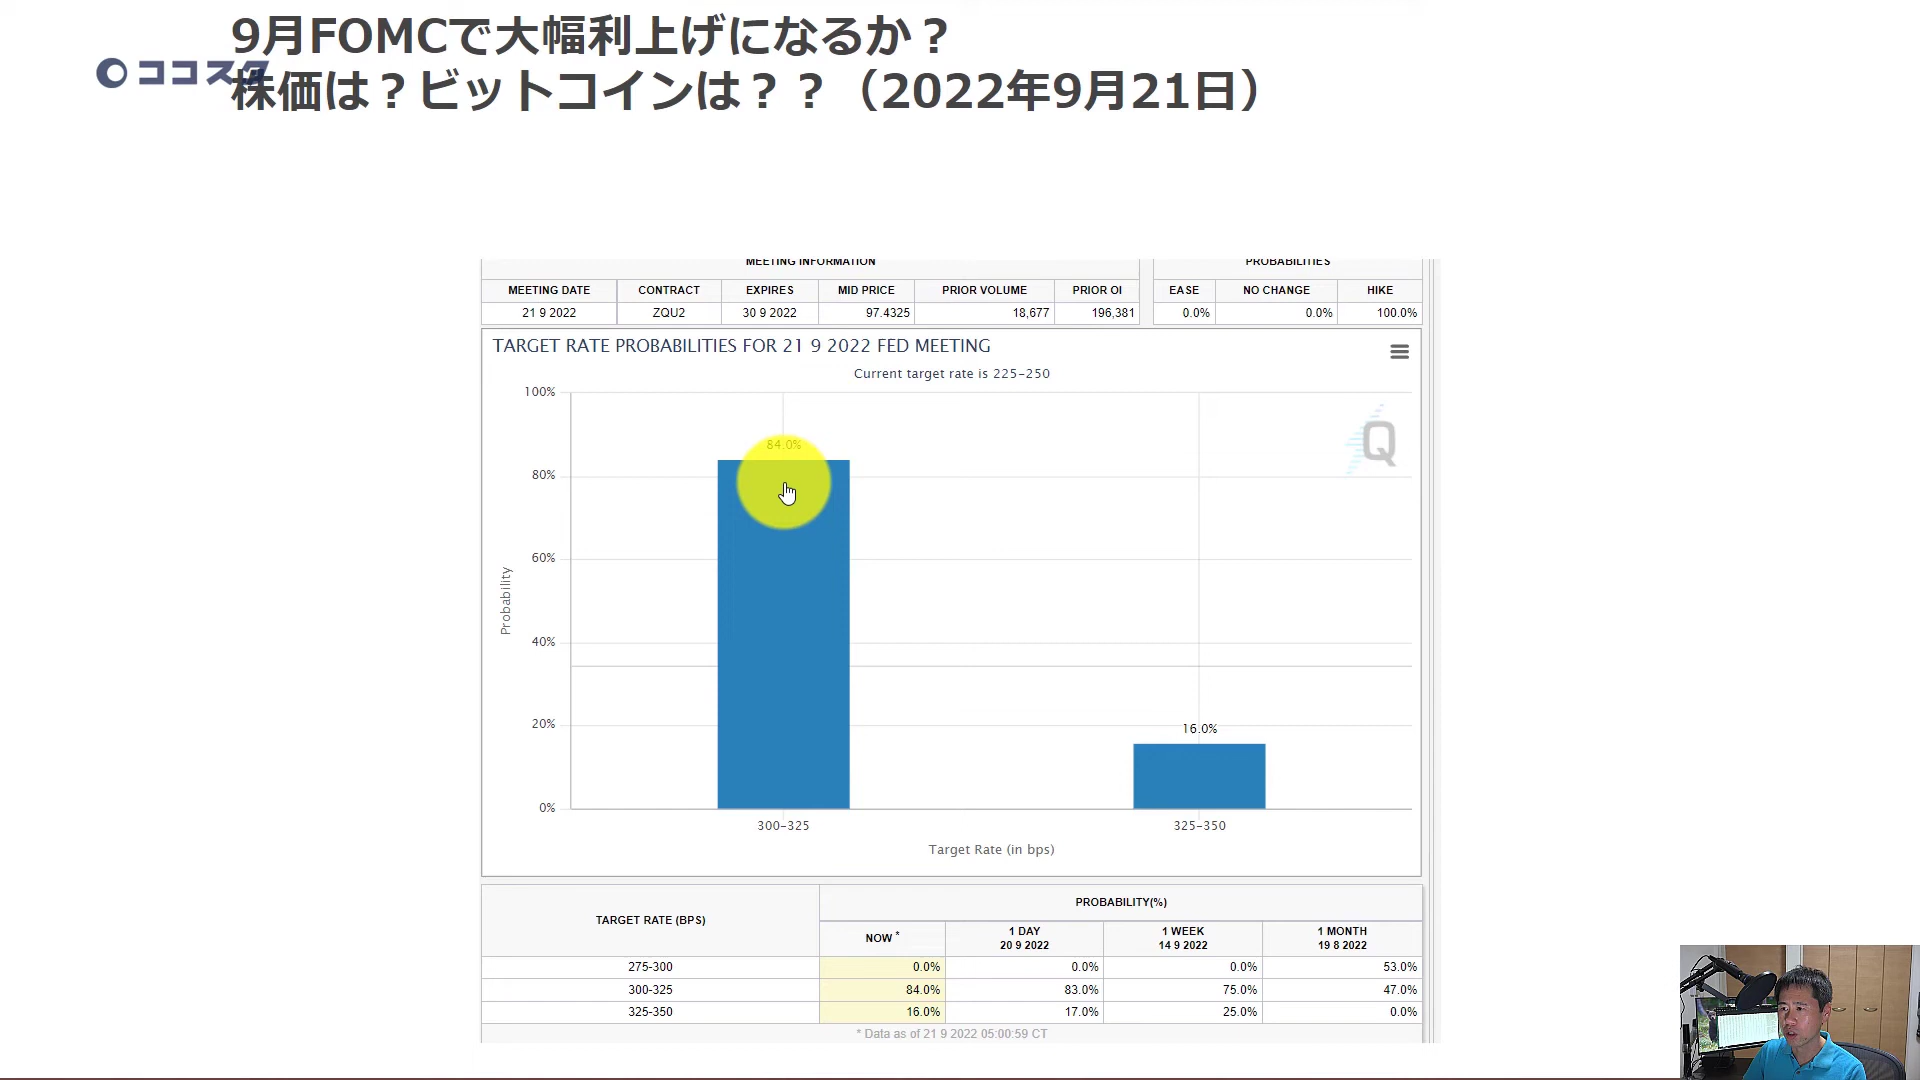 9月FOMCで大幅利上げになるか？
ココスタ
株価は？ビットコインは？？（2022年9月21日）
MEETING INFORMATION
PROBABILITIES
MEETING DATE CONTRACT EXPIRES MID PRICE PRIOR VOLUME PRIOR OI EASE NO CHANGE HIKE
21 9 2022 ZQU2 30 9 2022 97.4325 18,677 196,381 0.0% 0.0% 100.0%
TARGET RATE PROBABILITIES FOR 21 9 2022 FED MEETING
Current target rate is 225-250
100%
Q
84.0%
80%
60%
Probability
40%
20%
16.0%
0%
300-325 325-350
Target Rate (in bps)
TARGET RATE (BPS)
PROBABILITY(%)
NOW *
1 DAY
20 9 2022
1 WEEK
14 9 2022
1 MONTH
19 8 2022
275-300 0.0% 0.0% 0.0% 53.0%
300-325 84.0% 83.0% 75.0% 47.0%
325-350 16.0% 17.0% 25.0% 0.0%
* Data as of 21 9 2022 05:00:59 CT